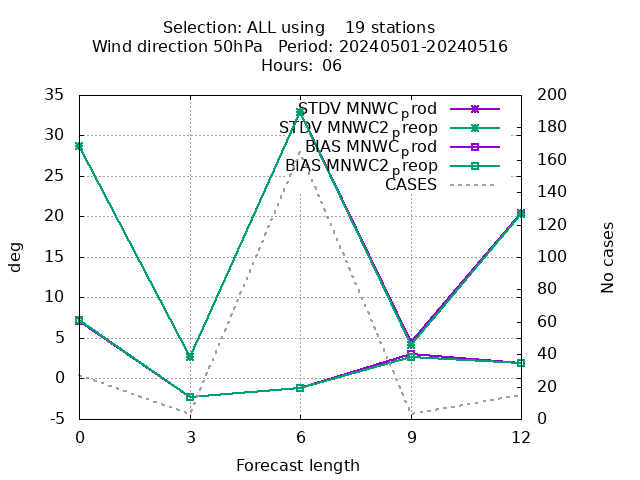 Selection: ALL using 19 stations
Wind direction 50hPa Period: 20240501-20240516
Hours: 06
35
30
25
20
15
10
5
0
-5
deg
200
180
160
140
120
100
80
60
40
20
0
No cases
STDV MNWC_prod
STDV MNWC2_preop
BIAS MNWC_prod
BIAS MNWC2_preop
CASES
0 3 6 9 12
Forecast length